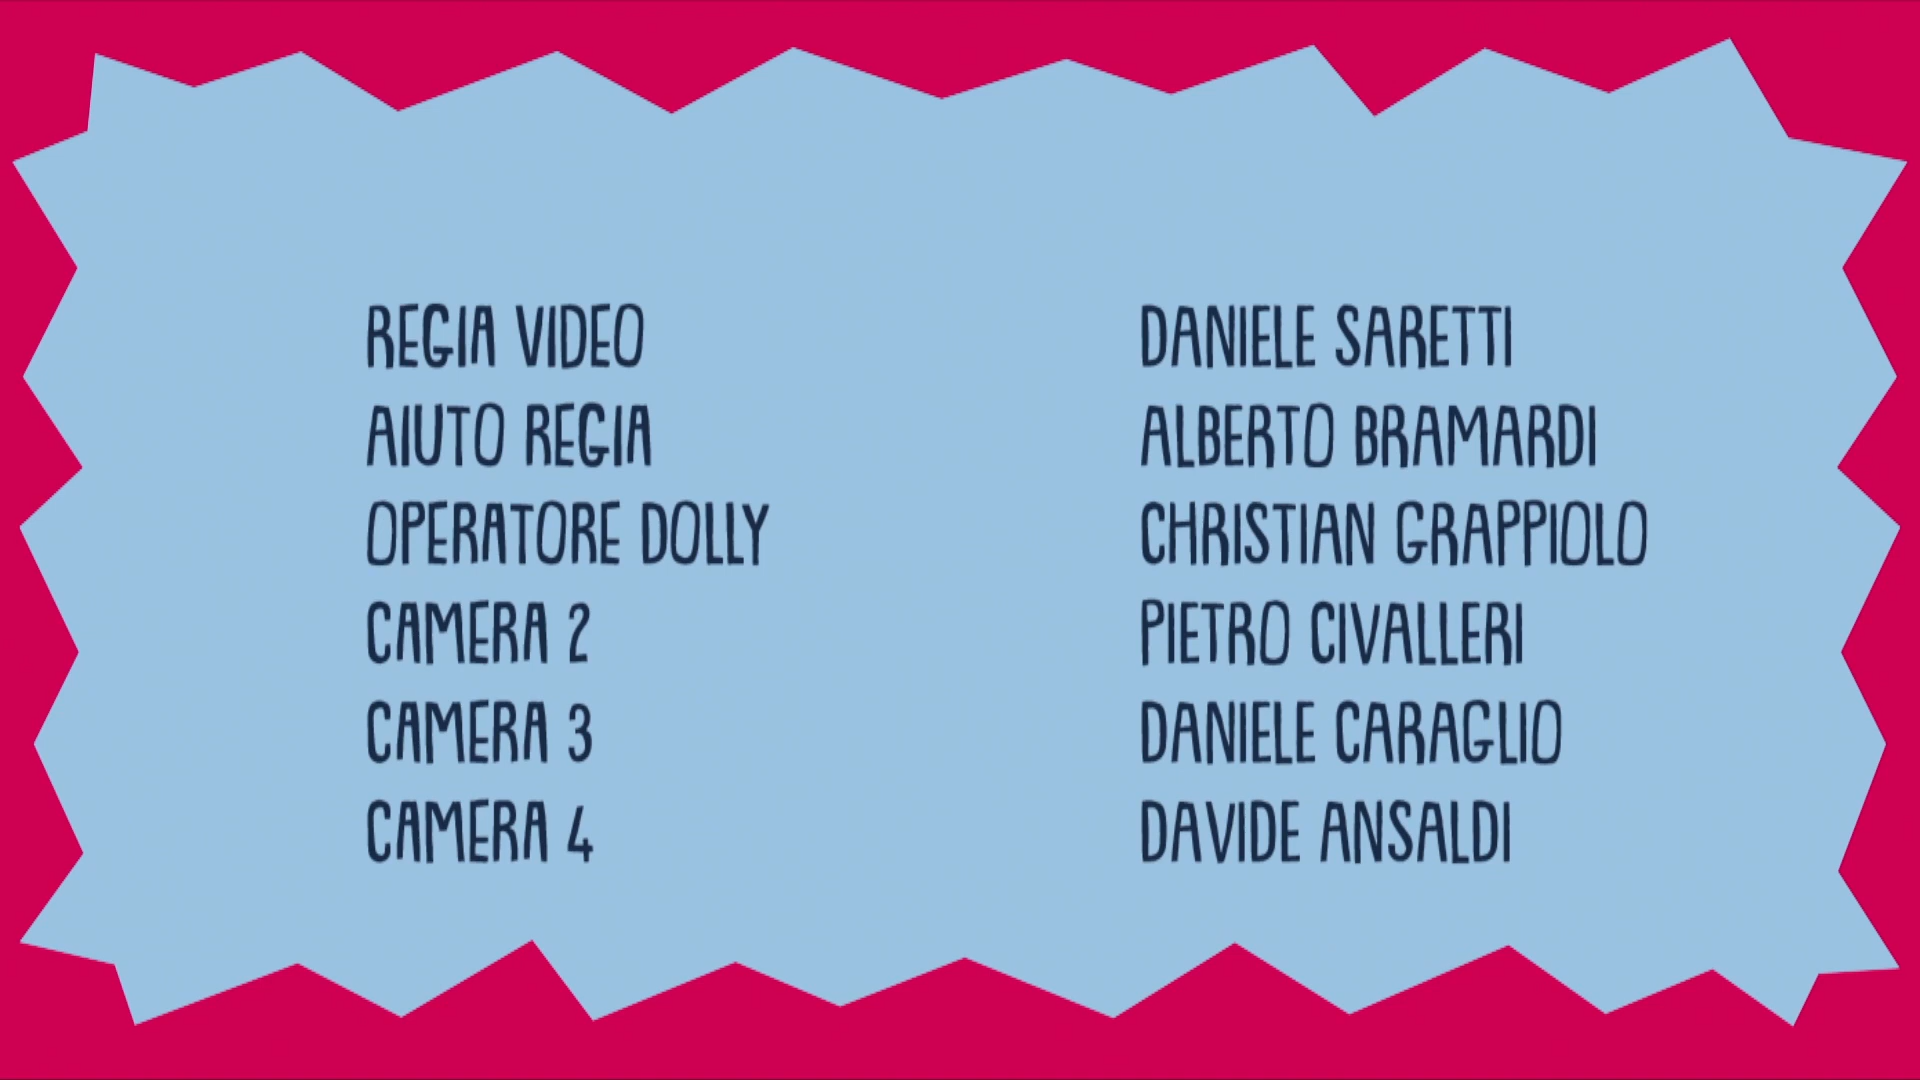 REGIA VIDEO DANIELE SARETTI
AIUTO REGIA ALBERTO BRAMARDI
OPERATORE DOLLY CHRISTIAN GRAPPIOLO
CAMERA 2 PIETRO CIVALLERI
CAMERA 3 DANIELE CARAGLIO
CAMERA 4 DAVIDE ANSALDI